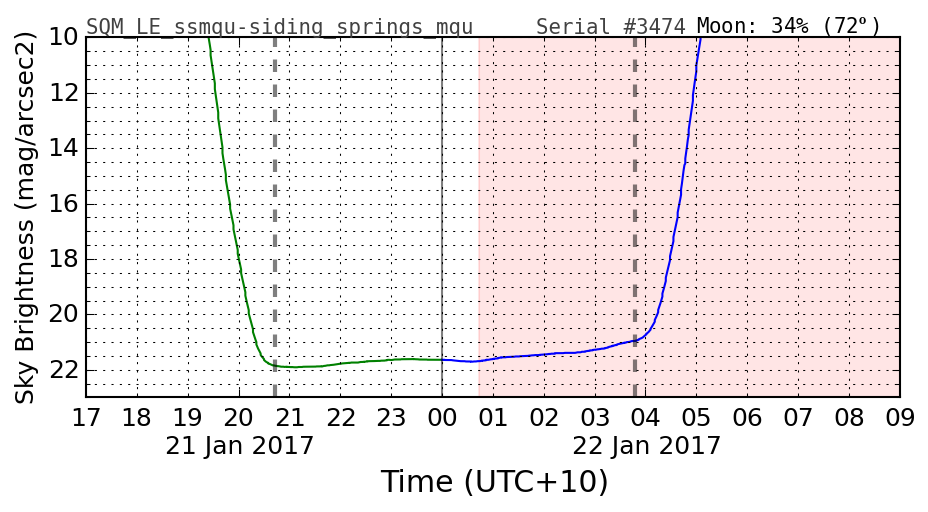 SQM_LE_ssmqu-siding_springs_mqu Serial #3474 Moon: 34% (72°)
Sky Brightness (mag/arcsec2)
10
12
14
16
18
20
22
17 18 19 20 21 22 23 00 01 02 03 04 05 06 07 08 09
21 Jan 2017 22 Jan 2017
Time (UTC+10)